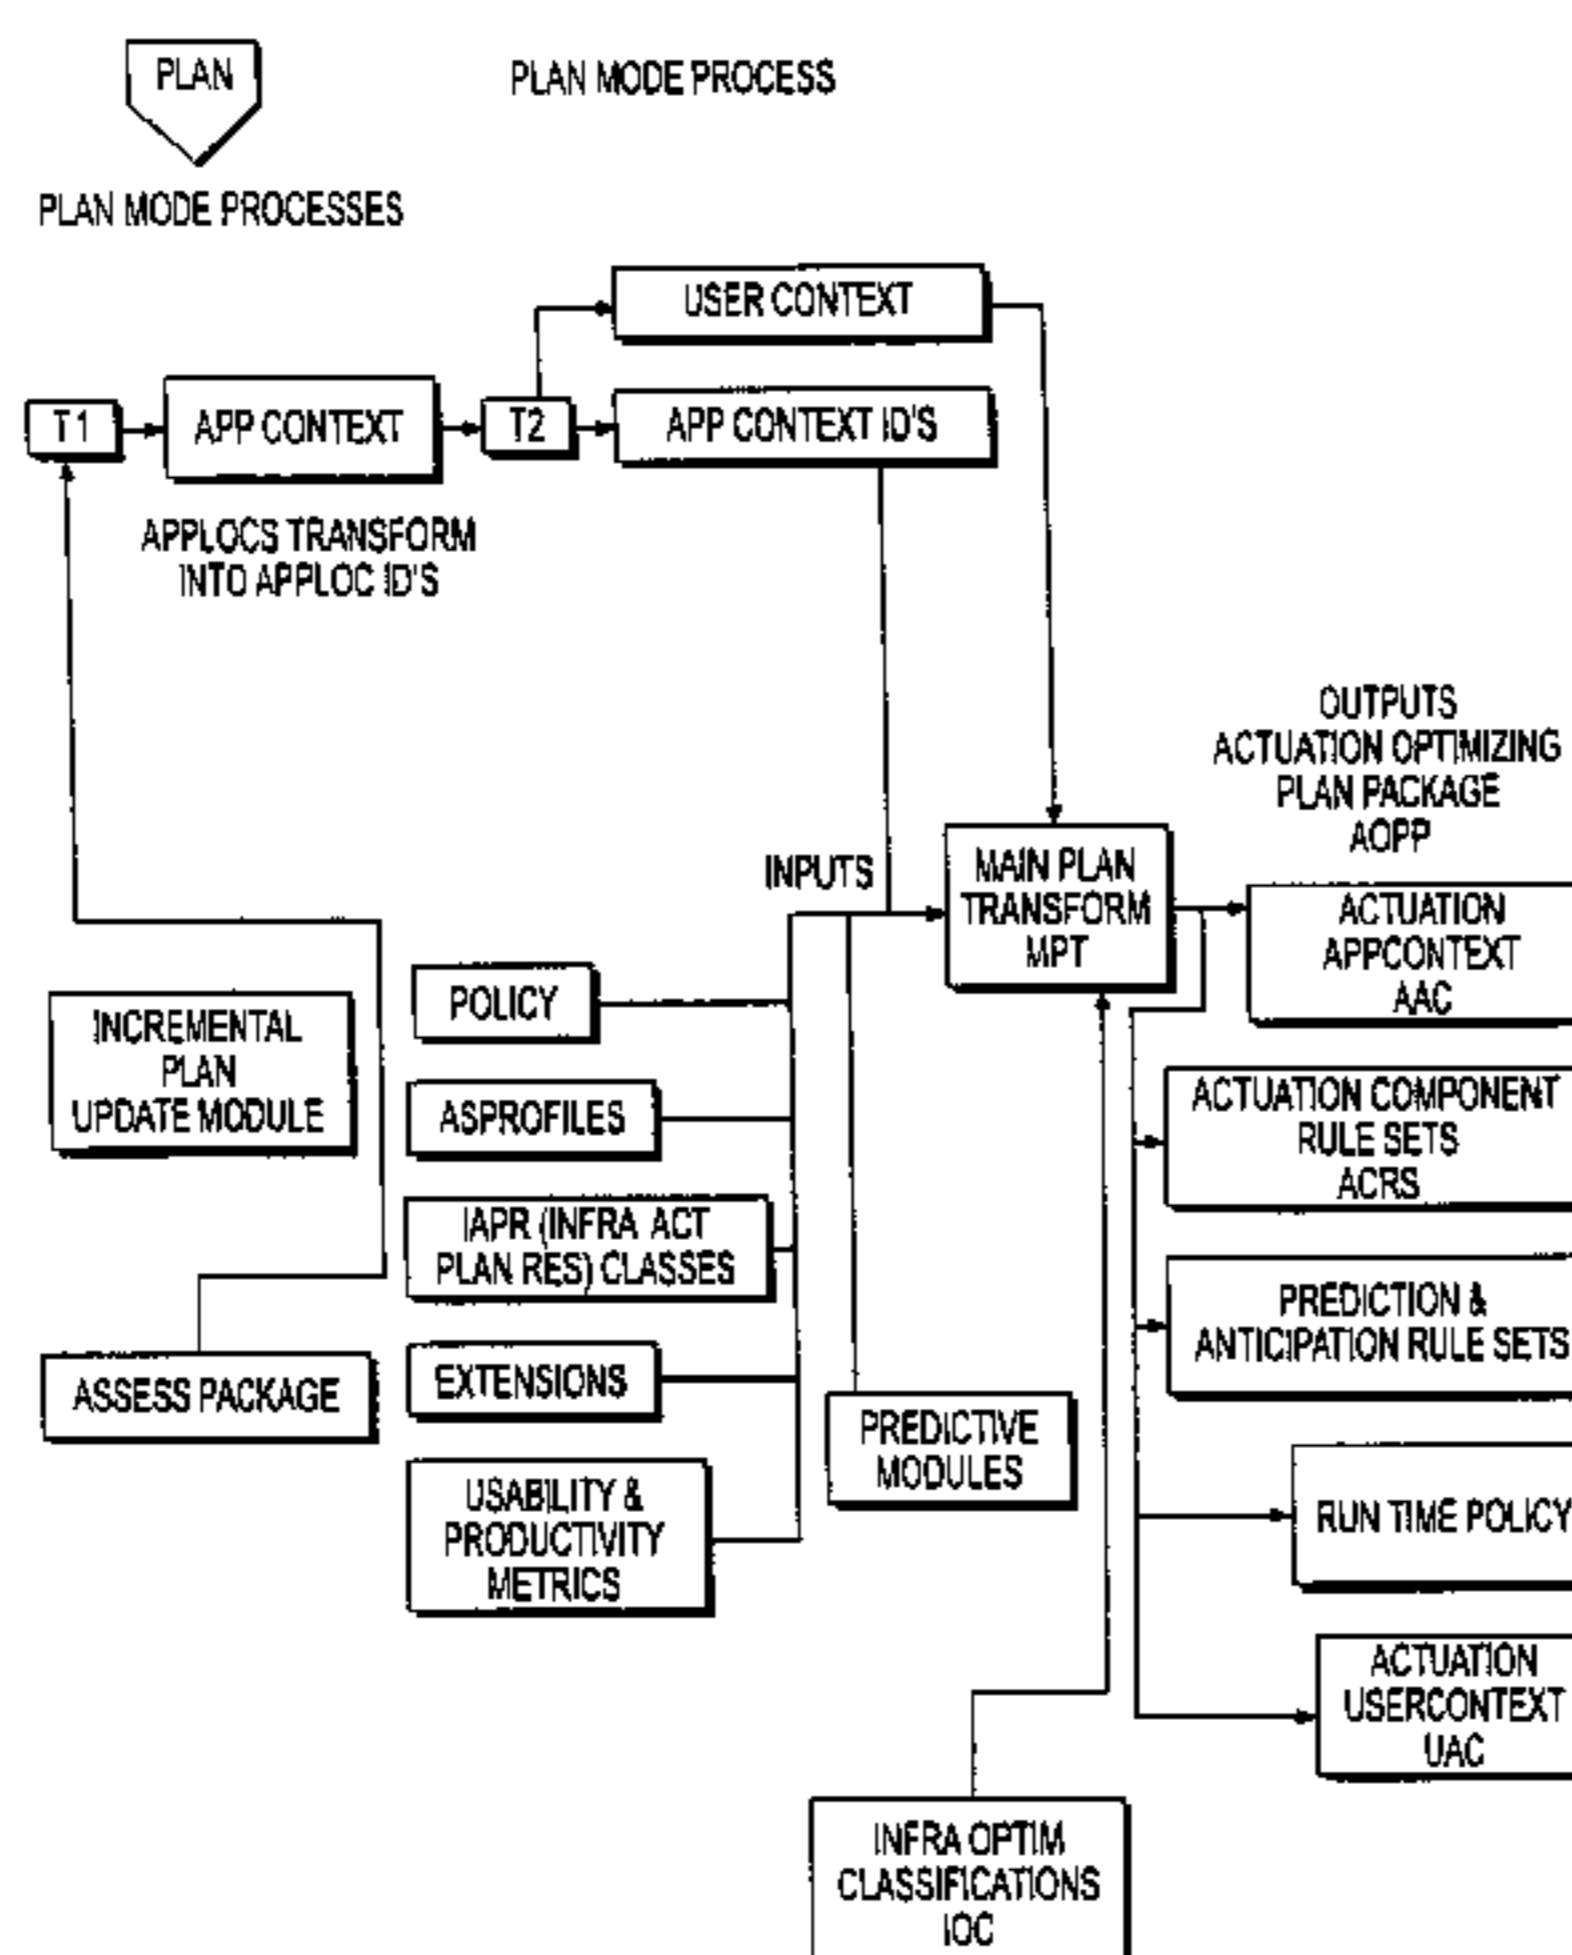 PLAN
PLAN MODE PROCESS
PLAN MODE PROCESSES
USER CONTEXT
T1
APP CONTEXT
T2
APP CONTEXT ID'S
APPLOCS TRANSFORM
INTO APPLOC ID'S
OUTPUTS
ACTUATION OPTIMIZING
PLAN PACKAGE
AOPP
INPUTS
MAIN PLAN
TRANSFORM
MPT
ACTUATION
APPCONTEXT
AAC
INCREMENTAL
PLAN
UPDATE MODULE
POLICY
ASPROFILES
IAPR (INFRA ACT
PLAN RES) CLASSES
EXTENSIONS
USABILITY &
PRODUCTIVITY
METRICS
ASSESS PACKAGE
PREDICTIVE
MODULES
ACTUATION COMPONENT
RULE SETS
ACRS
PREDICTION &
ANTICIPATION RULE SETS
RUN TIME POLICY
ACTUATION
USERCONTEXT
UAC
INFRA OPTIM
CLASSIFICATIONS
IOC